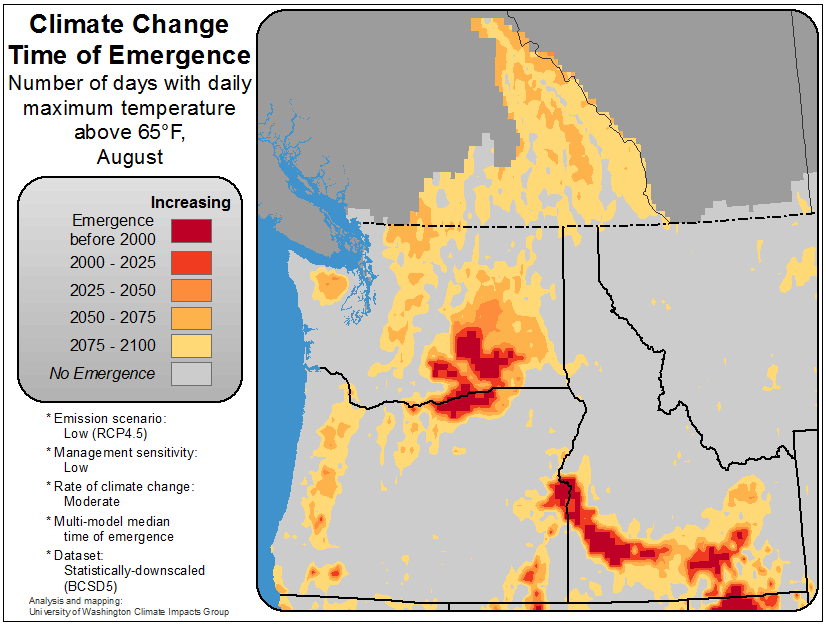 Climate Change
Time of Emergence
Number of days with daily
maximum temperature
above 65°F,
August
Increasing
Emergence
before 2000
2000 - 2025
2025 - 2050
2050 - 2075
2075 - 2100
No Emergence
* Emission scenario:
Low (RCP4.5)
* Management sensitivity:
Low
* Rate of climate change:
Moderate
* Multi-model median
time of emergence
* Dataset:
Statistically-downscaled
(BCSD5)
Analysis and mapping:
University of Washington Climate Impacts Group